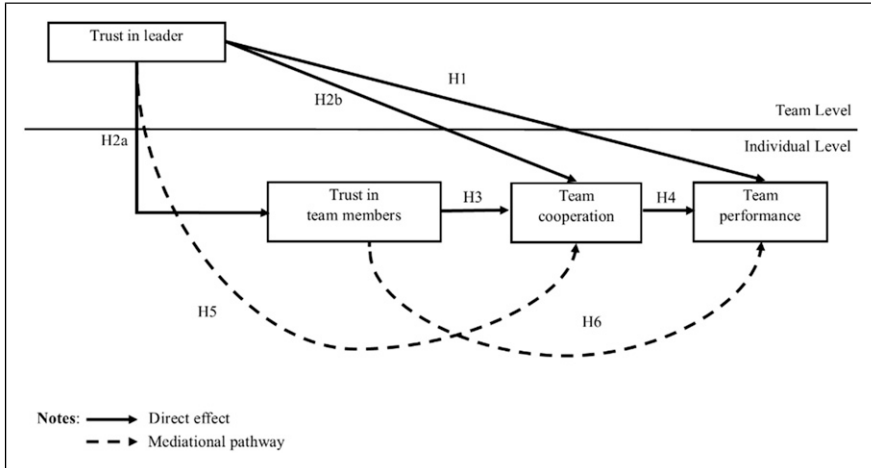 Trust in leader
H1
H2b
Team Level
H2a
Individual Level
Trust in
team members
H3
Team
cooperation
H4
Team
performance
H5
H6
Notes: Direct effect
Mediational pathway